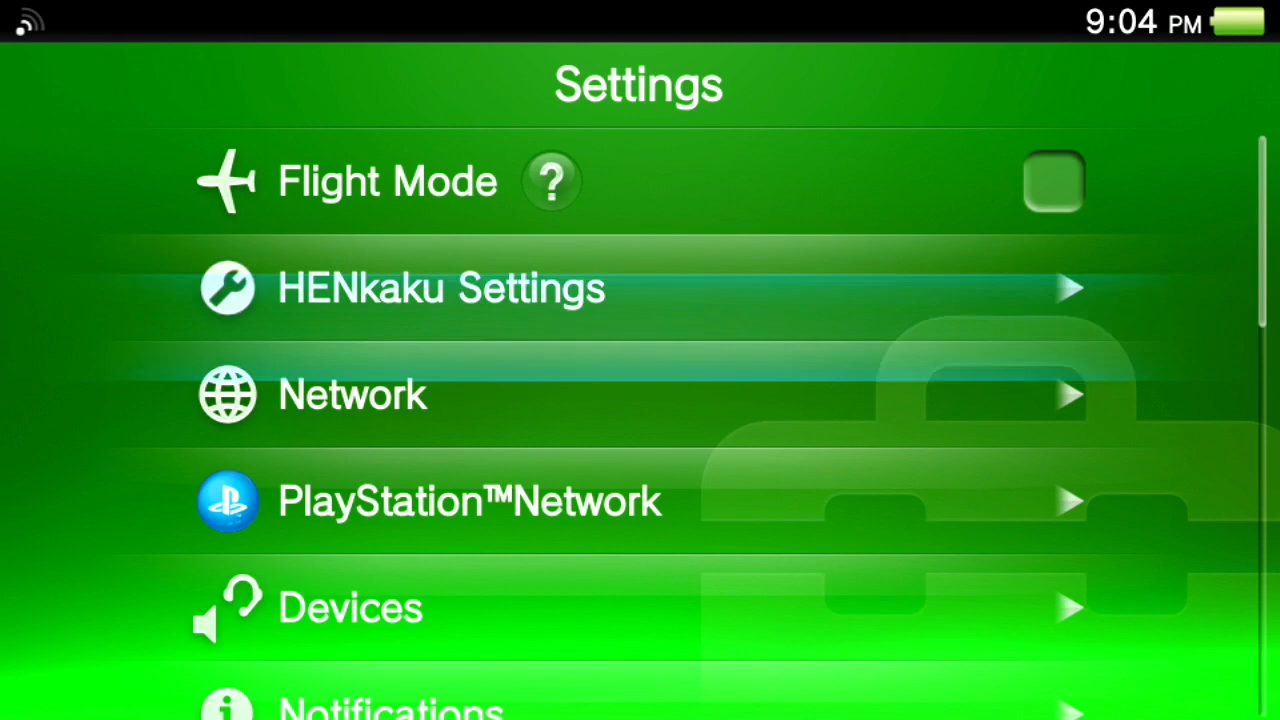 9:04 PM
Settings
Flight Mode ?
HENkaku Settings
Network
PlayStation™Network
Devices
Notifications